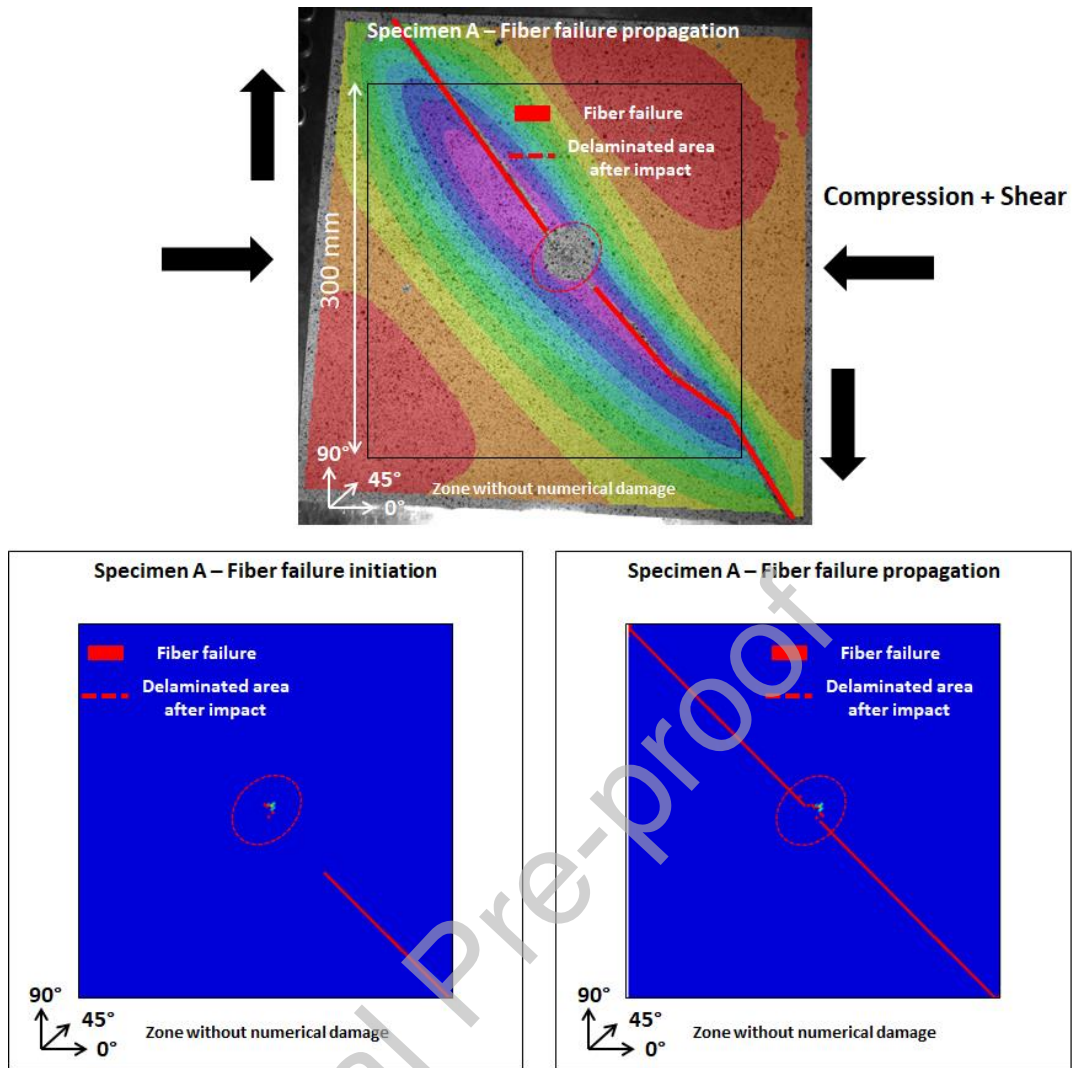 Specimen A – Fiber failure propagation
Fiber failure
Delaminated area
after impact
Compression + Shear
300 mm
90°
45°
0°
Zone without numerical damage
Specimen A – Fiber failure initiation
Fiber failure
Delaminated area
after impact
90°
45°
0°
Zone without numerical damage
Specimen A – Fiber failure propagation
Fiber failure
Delaminated area
after impact
90°
45°
0°
Zone without numerical damage
al Pre-proof